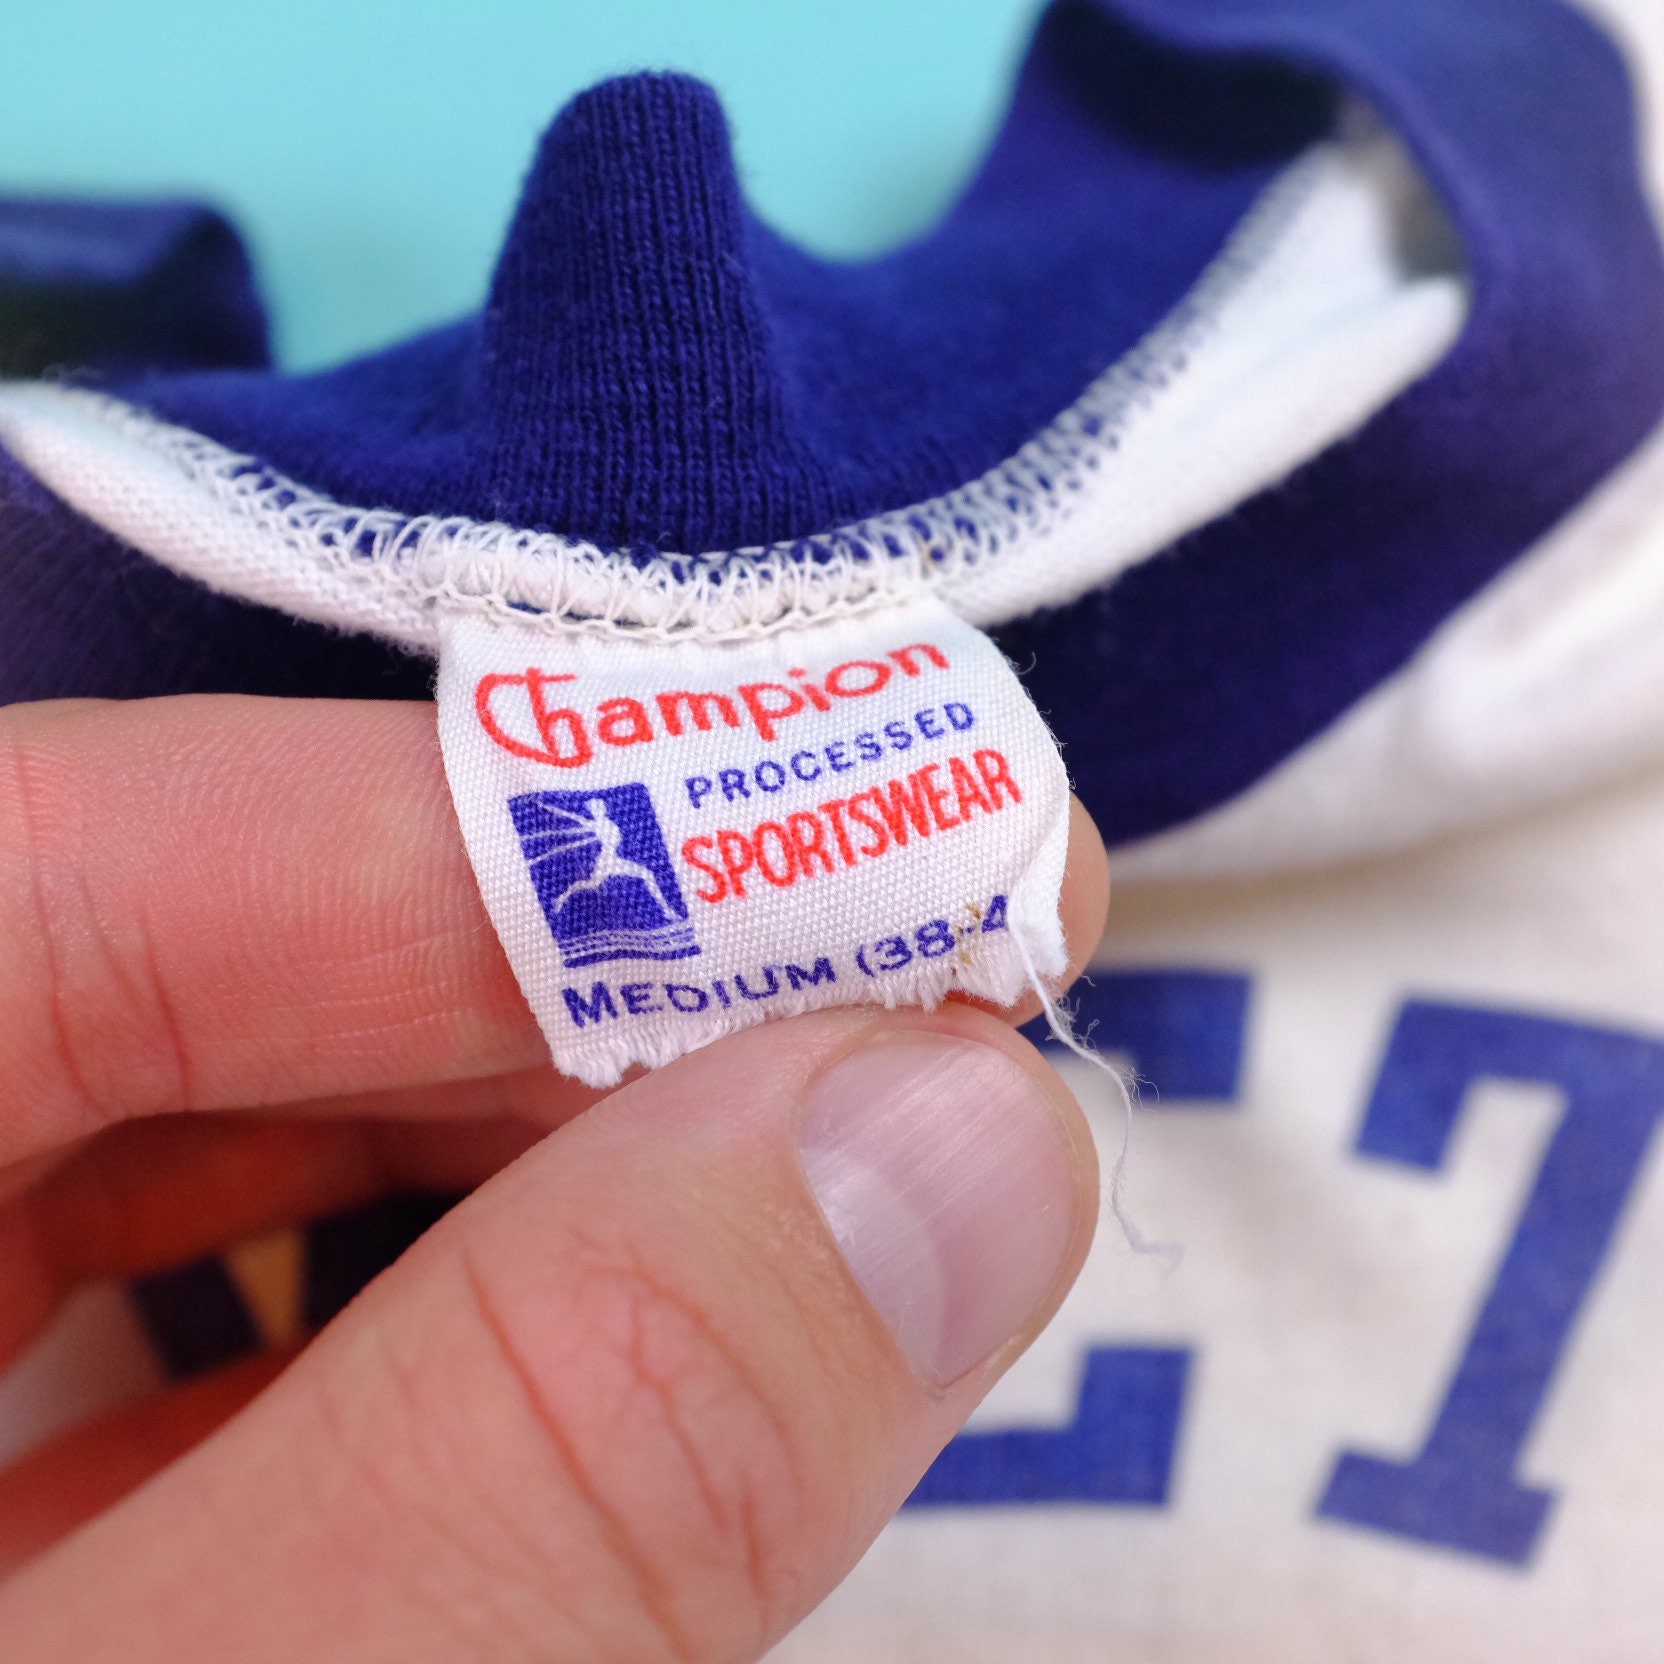 Champion
PROCESSED
SPORTSWEAR
MEDIUM (38-4